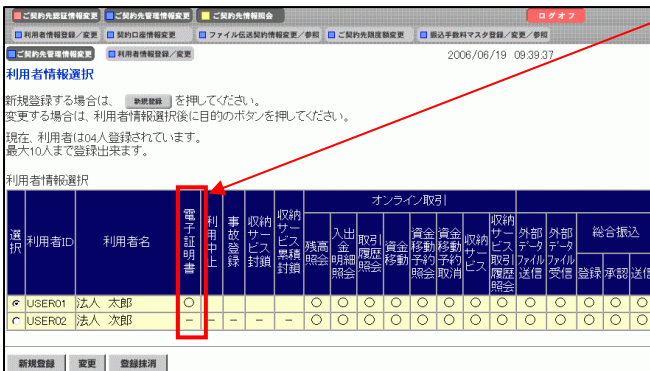 ご契約先認証情報変更 ご契約先管理情報変更 ご契約先情報照会 ログオフ
利用者情報登録／変更 契約口座情報変更 ファイル伝送契約情報変更／参照 ご契約先限度額変更 振込手数料マスタ登録／変更／参照
ご契約先管理情報変更 利用者情報登録／変更 2006/06/19 09:39:37
利用者情報選択
新規登録する場合は、 新規登録 を押してください。
変更する場合は、利用者情報選択後に目的のボタンを押してください。
現在、利用者は04人登録されています。
最大10人まで登録出来ます。
利用者情報選択
オンライン取引
選択 利用者ID 利用者名 電子証明書 利用中止 事故登録 収納サービス封鎖 収納サービス累積封鎖 残高照会 入出金明細照会 取引履歴照会 資金移動 資金移動予約照会 資金移動予約取消 収納サービス 収納サービス取引履歴照会 外部データファイル送信 外部データファイル受信 総合振込
登録 承認 送信
USER01 法人 太郎 ○ ○ ○ ○ ○ ○ ○ ○ ○ ○ ○ ○ ○ ○
USER02 法人 次郎 － － － － － ○ ○ ○ ○ ○ ○ ○ ○ ○ ○ ○ ○ ○
新規登録 変更 登録抹消